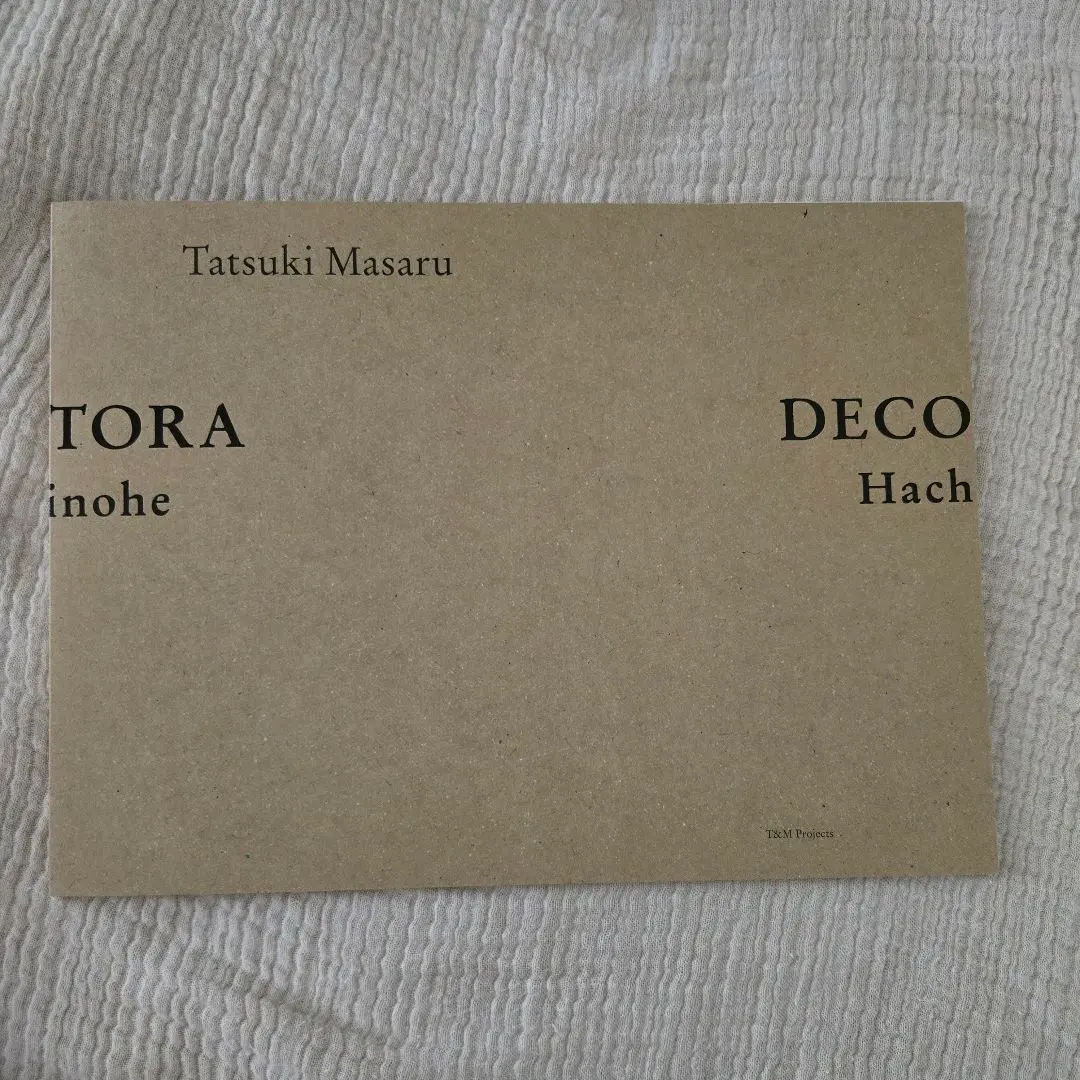 Tatsuki Masaru
TORA DECO
inohe Hach
T&M Projects